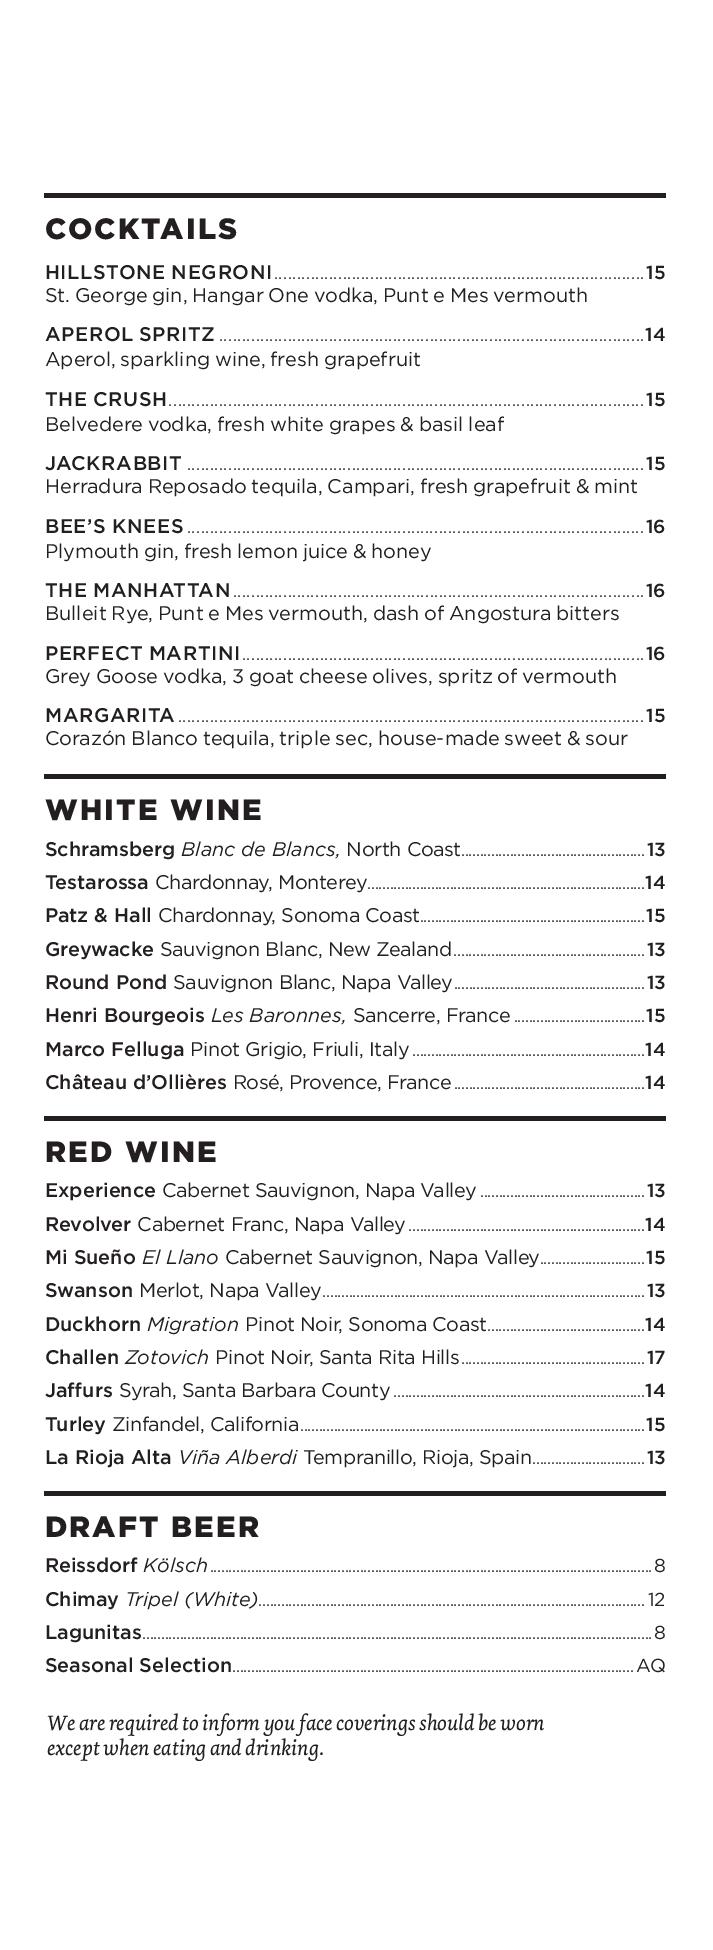 COCKTAILS
HILLSTONE NEGRONI 15
St. George gin, Hangar One vodka, Punt e Mes vermouth
APEROL SPRITZ 14
Aperol, sparkling wine, fresh grapefruit
THE CRUSH 15
Belvedere vodka, fresh white grapes & basil leaf
JACKRABBIT 15
Herradura Reposado tequila, Campari, fresh grapefruit & mint
BEE’S KNEES 16
Plymouth gin, fresh lemon juice & honey
THE MANHATTAN 16
Bulleit Rye, Punt e Mes vermouth, dash of Angostura bitters
PERFECT MARTINI 16
Grey Goose vodka, 3 goat cheese olives, spritz of vermouth
MARGARITA 15
Corazón Blanco tequila, triple sec, house-made sweet & sour
WHITE WINE
Schramsberg Blanc de Blancs, North Coast 13
Testarossa Chardonnay, Monterey 14
Patz & Hall Chardonnay, Sonoma Coast 15
Greywacke Sauvignon Blanc, New Zealand 13
Round Pond Sauvignon Blanc, Napa Valley 13
Henri Bourgeois Les Baronnes, Sancerre, France 15
Marco Felluga Pinot Grigio, Friuli, Italy 14
Château d’Ollières Rosé, Provence, France 14
RED WINE
Experience Cabernet Sauvignon, Napa Valley 13
Revolver Cabernet Franc, Napa Valley 14
Mi Sueño El Llano Cabernet Sauvignon, Napa Valley 15
Swanson Merlot, Napa Valley 13
Duckhorn Migration Pinot Noir, Sonoma Coast 14
Challen Zotovich Pinot Noir, Santa Rita Hills 17
Jaffurs Syrah, Santa Barbara County 14
Turley Zinfandel, California 15
La Rioja Alta Viña Alberdi Tempranillo, Rioja, Spain 13
DRAFT BEER
Reissdorf Kölsch 8
Chimay Tripel (White) 12
Lagunitas 8
Seasonal Selection AQ
We are required to inform you face coverings should be worn
except when eating and drinking.